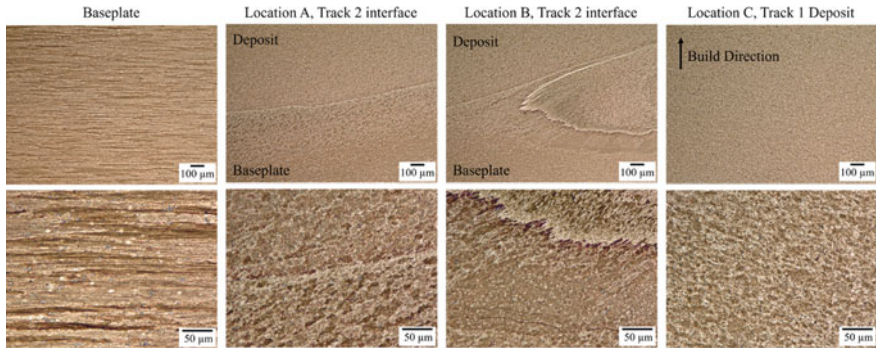 Baseplate
Location A, Track 2 interface
Location B, Track 2 interface
Location C, Track 1 Deposit
Deposit
Deposit
Build Direction
Baseplate
Baseplate
100 µm
100 µm
100 µm
100 µm
50 µm
50 µm
50 µm
50 µm